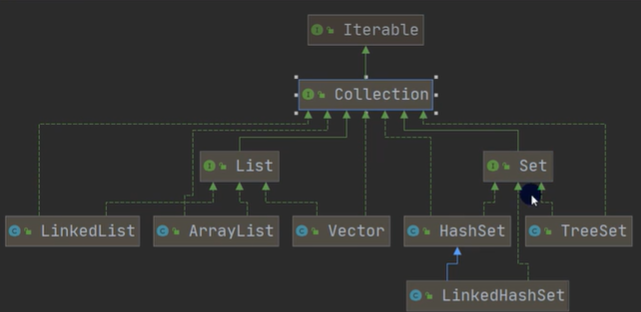 Iterable
Collection
List
Set
LinkedList
ArrayList
Vector
HashSet
TreeSet
LinkedHashSet